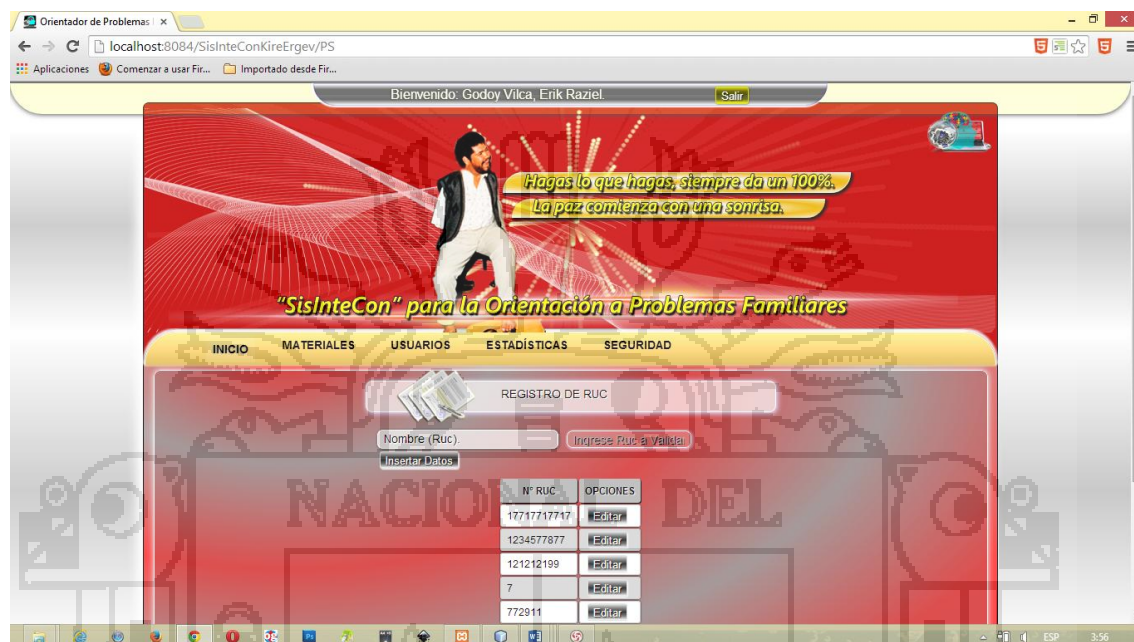 Orientador de Problemas
localhost:8084/SisInteConKireErgev/PS
Aplicaciones
Comenzar a usar Fir...
Importado desde Fir...
Bienvenido: Godoy Vilca, Erik Raziel.
Salir
Hagas lo que hagas, siempre da un 100%.
La paz comienza con una sonrisa.
"SisInteCon" para la Orientación a Problemas Familiares
INICIO MATERIALES USUARIOS ESTADÍSTICAS SEGURIDAD
REGISTRO DE RUC
Nombre (Ruc).
Ingrese Ruc a Valida.
Insertar Datos
N° RUC OPCIONES
17717717717 Editar
1234577877 Editar
121212199 Editar
7 Editar
772911 Editar
NACIONAL DEL
ESP 3:56